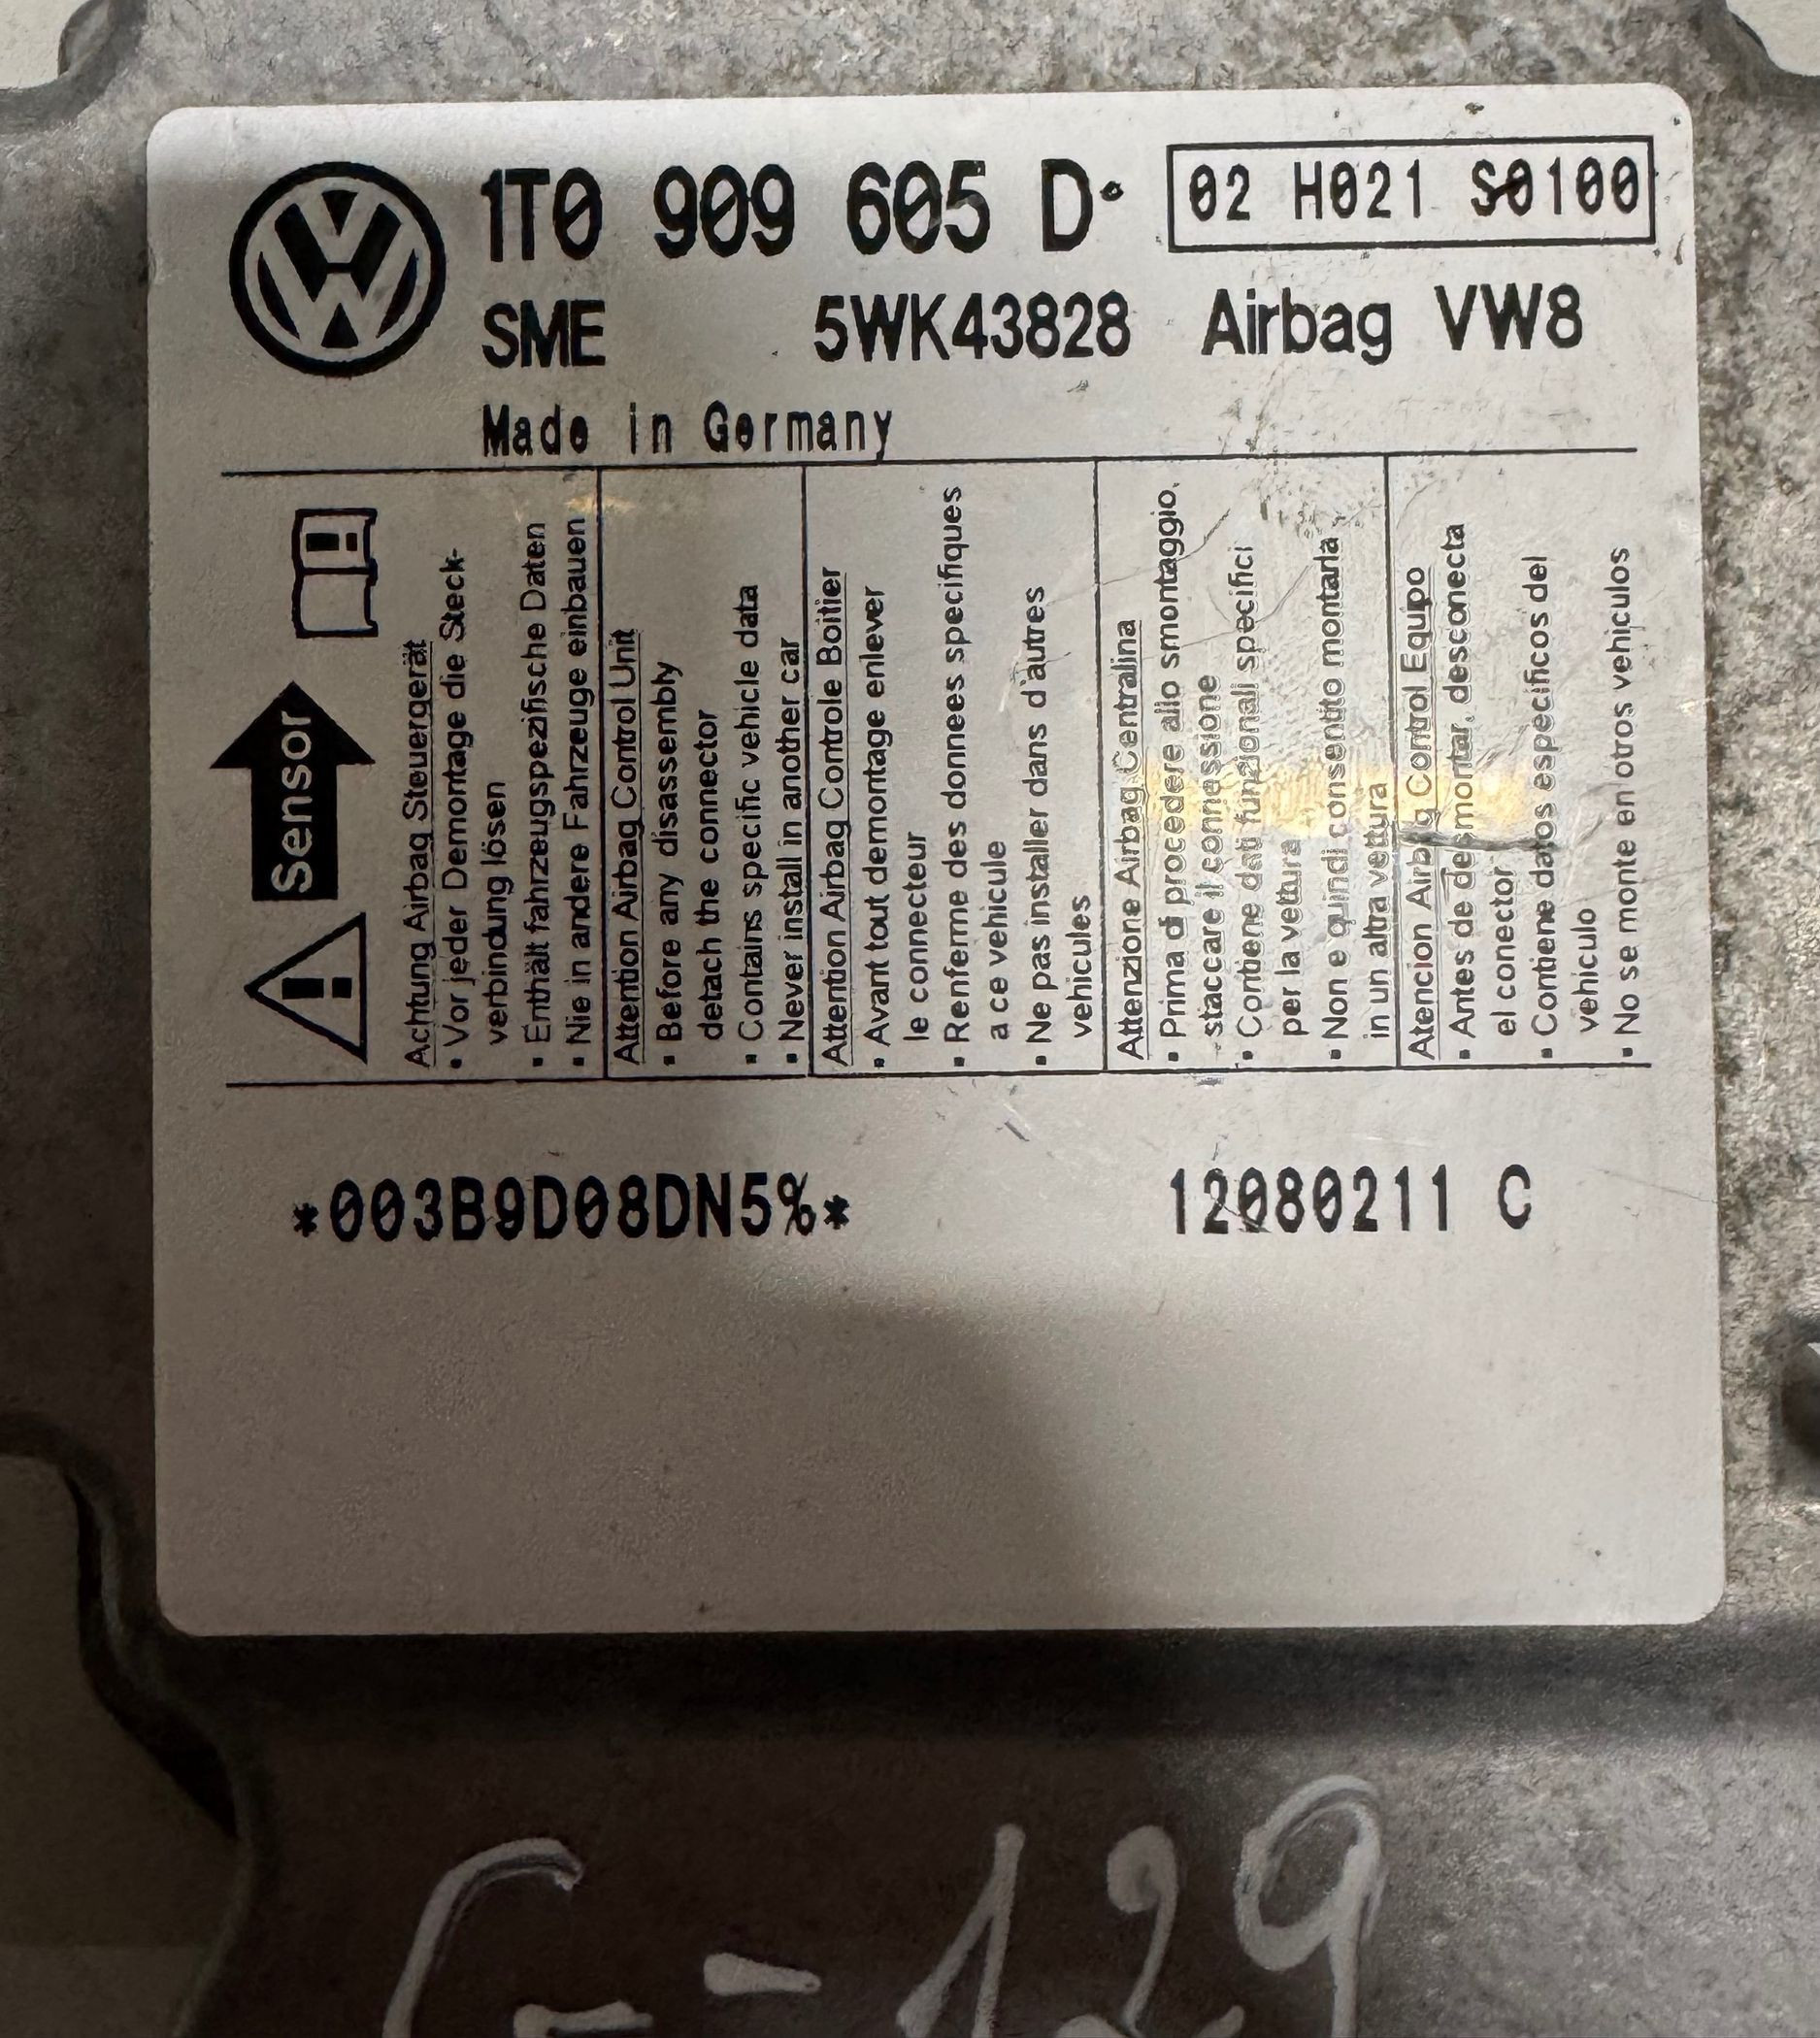 1T0 909 605 D
02 H021 S0100
SME 5WK43828 Airbag VW8
Made in Germany
Sensor
Achtung Airbag Steuergerät
• Vor jeder Demontage die Steck-
verbindung lösen
• Enthält fahrzeugspezifische Daten
• Nie in andere Fahrzeuge einbauen
Attention Airbag Control Unit
• Before any disassembly
detach the connector
• Contains specific vehicle data
• Never install in another car
Attention Airbag Controle Boitier
• Avant tout demontage enlever
le connecteur
• Renferme des donnees specifiques
a ce vehicule
• Ne pas installer dans d'autres
vehicules
Attenzione Airbag Centralina
• Prima di procedere allo smontaggio,
staccare il connessione
• Contiene dati funzionali specifici
per la vettura
• Non e quindi consentito montarla
in un altra vettura
Atencion Airbag Control Equipo
• Antes de desmontar, desconecta
el conector
• Contiene datos especificos del
vehiculo
• No se monte en otros vehiculos
*003B9D08DN5%*
12080211 C
- 129